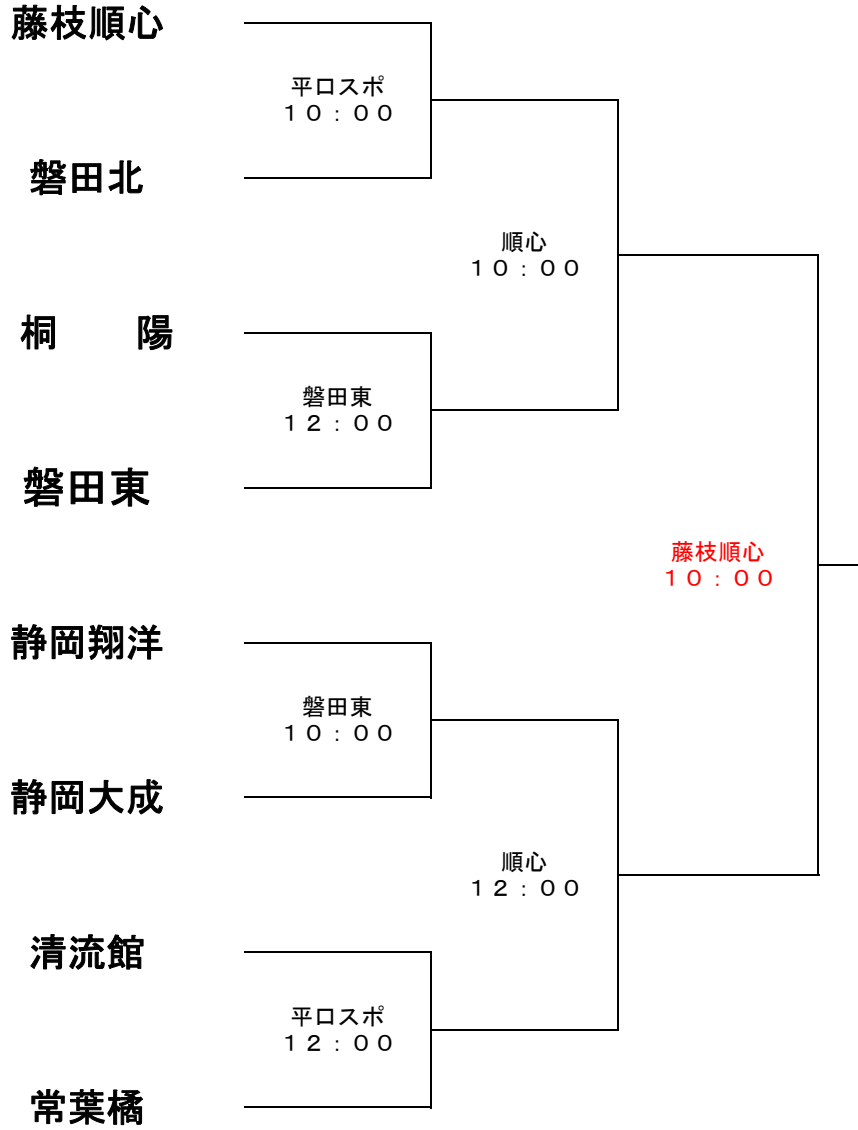 藤枝順心
平口スポ
１０：００
磐田北
順心
１０：００
桐　　陽
磐田東
１２：００
磐田東
藤枝順心
１０：００
静岡翔洋
磐田東
１０：００
静岡大成
順心
１２：００
清流館
平口スポ
１２：００
常葉橘